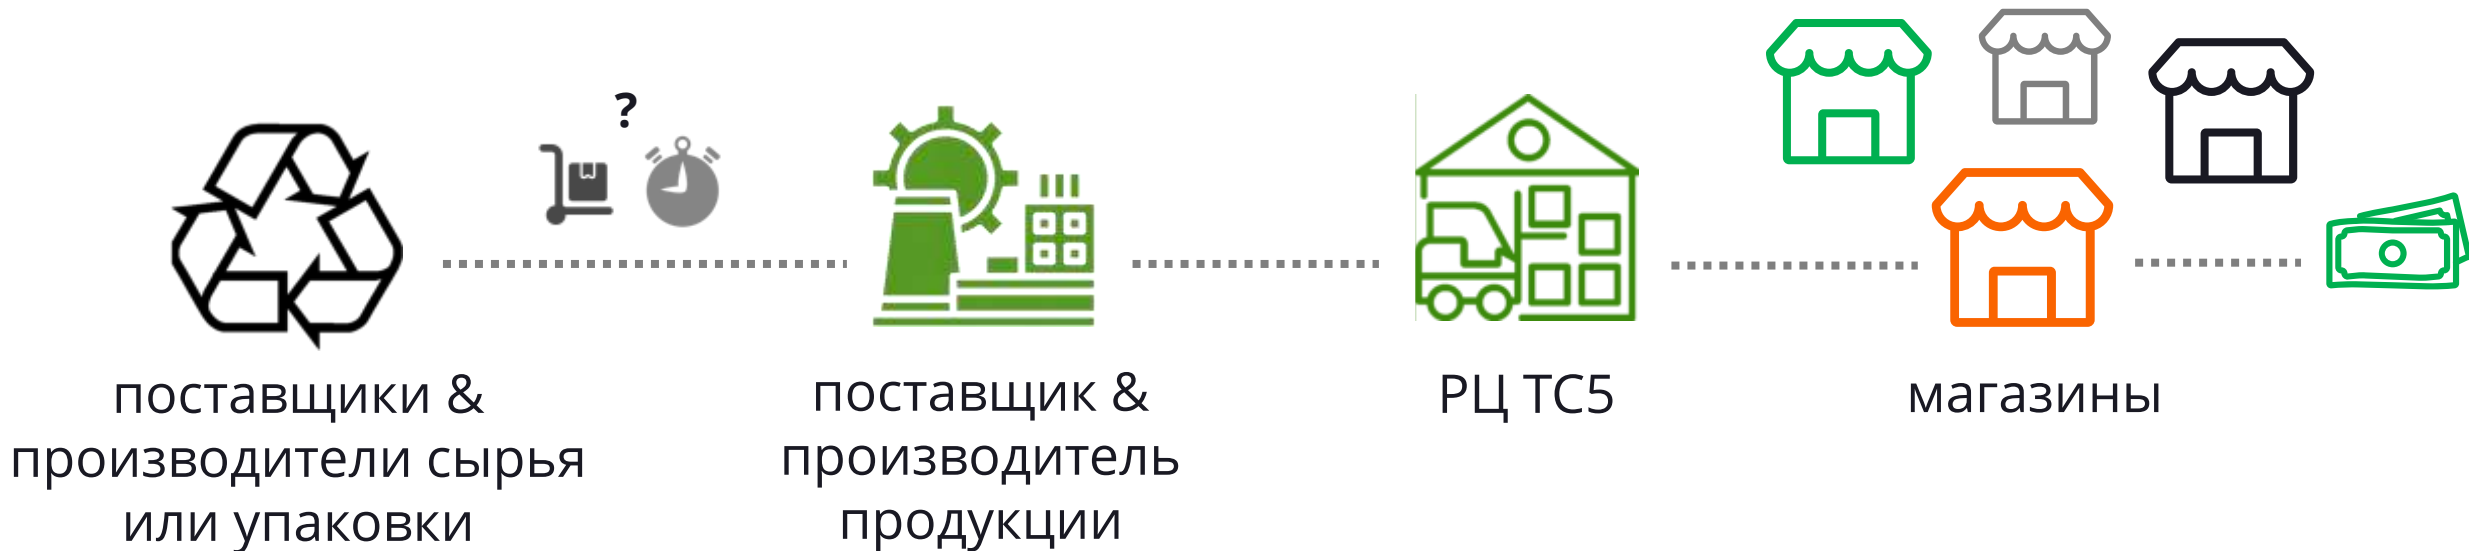 ?
поставщики &
производители сырья
или упаковки
поставщик &
производитель
продукции
РЦ ТС5
магазины